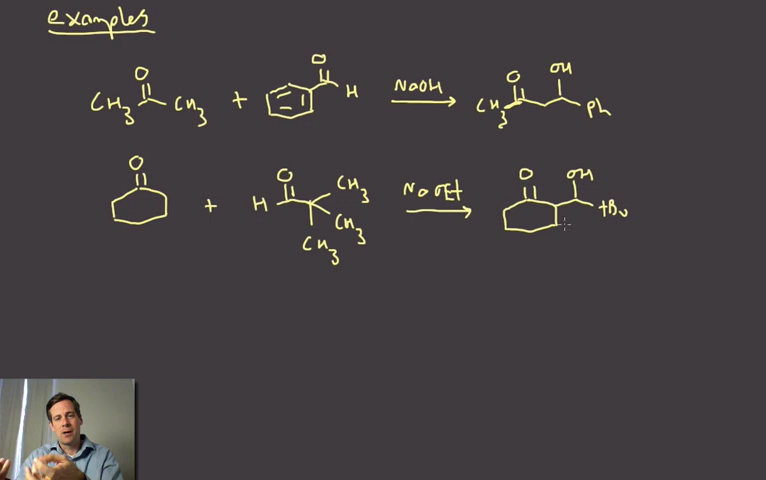 examples
O O O OH
CH3 CH3 + H NaOH CH3 Ph
O O O OH
+ H CH3 NaOEt tBu
CH3
CH3